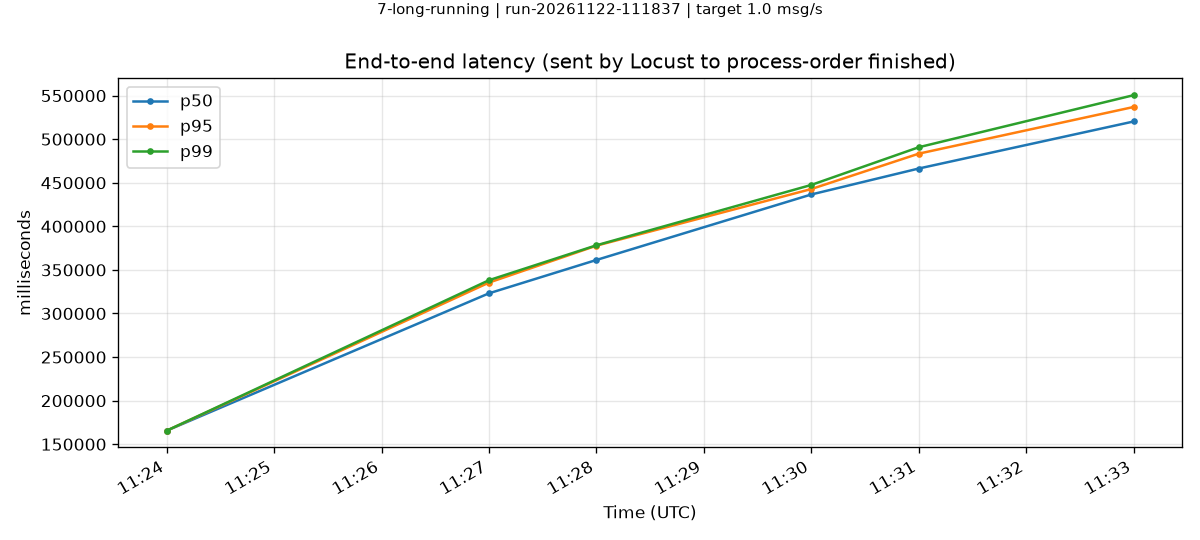 7-long-running | run-20261122-111837 | target 1.0 msg/s
End-to-end latency (sent by Locust to process-order finished)
p50
p95
p99
550000
500000
450000
400000
350000
300000
250000
200000
150000
milliseconds
11:24
11:25
11:26
11:27
11:28
11:29
11:30
11:31
11:32
11:33
Time (UTC)